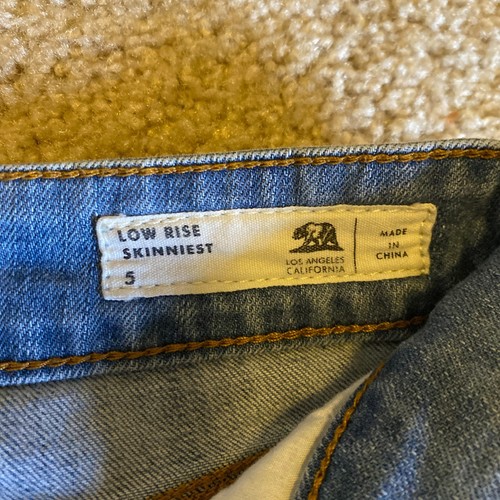 LOW RISE
SKINNIEST
5
LOS ANGELES
CALIFORNIA
MADE
IN
CHINA